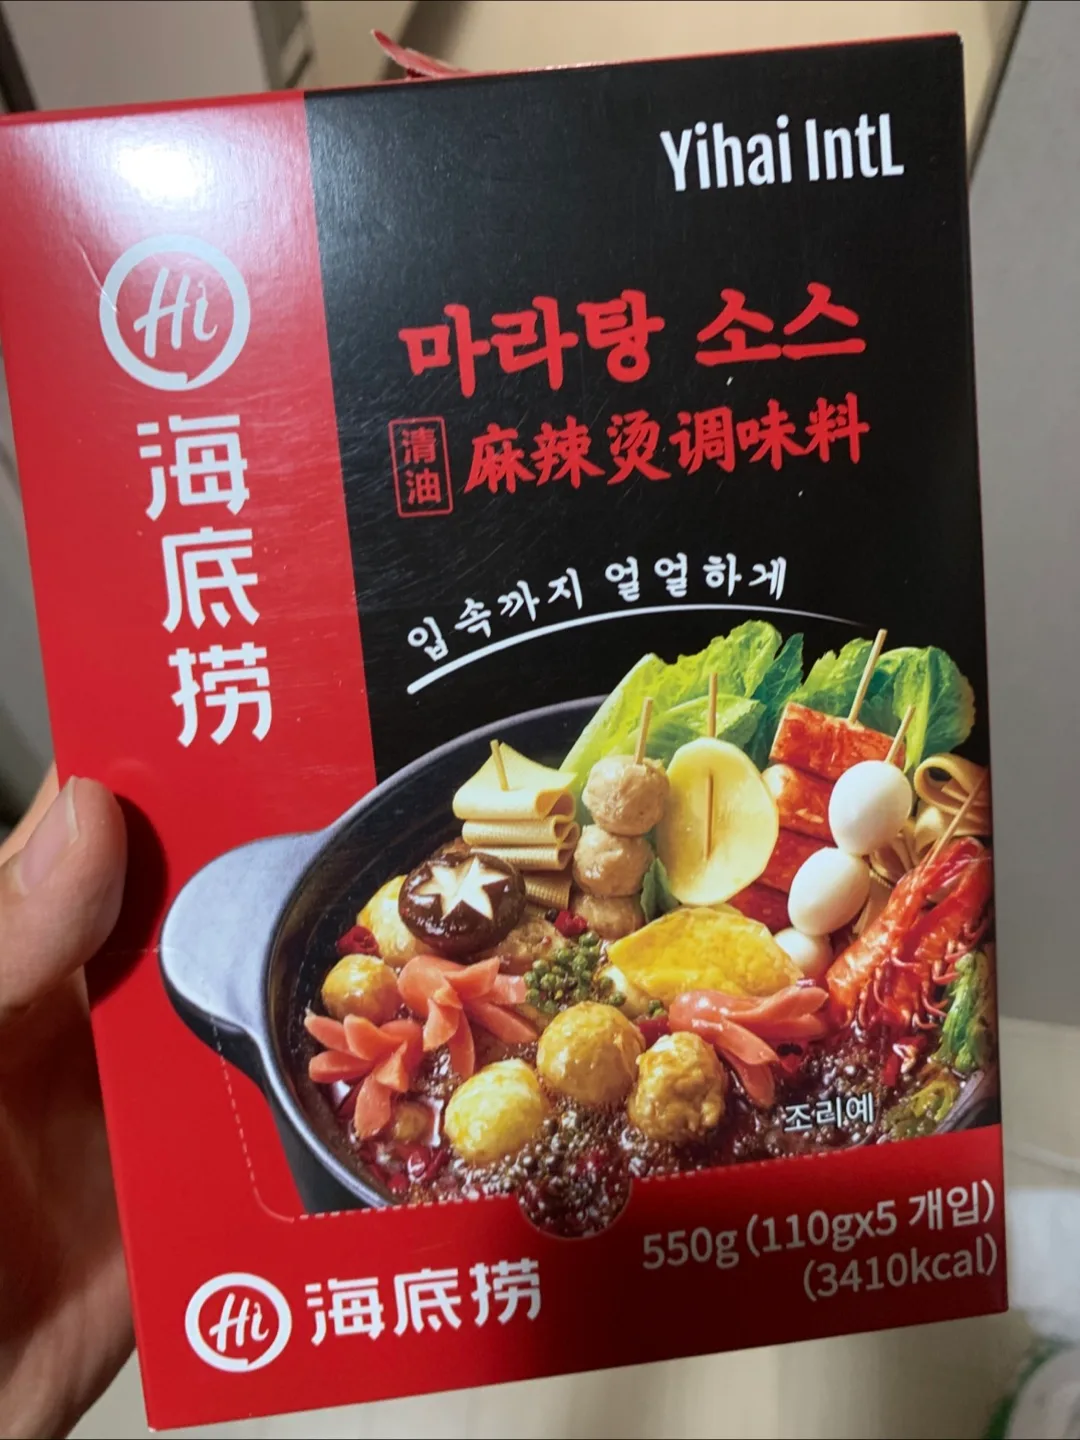 Yihai IntL
Hi
海底捞
마라탕 소스
清油
麻辣烫调味料
입속까지 얼얼하게
조리예
550g (110gx5 개입)
(3410kcal)
Hi 海底捞